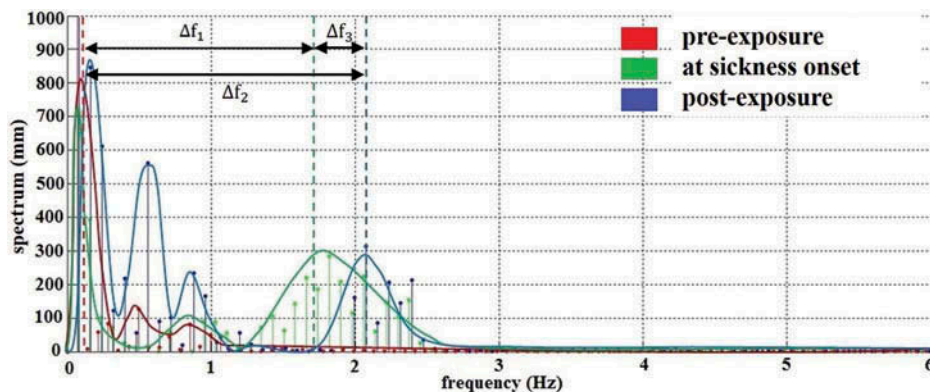 1000
900
800
700
600
500
400
300
200
100
0
spectrum (mm)
Δf₁
Δf₃
Δf₂
pre-exposure
at sickness onset
post-exposure
0 1 2 3 4 5 6
frequency (Hz)